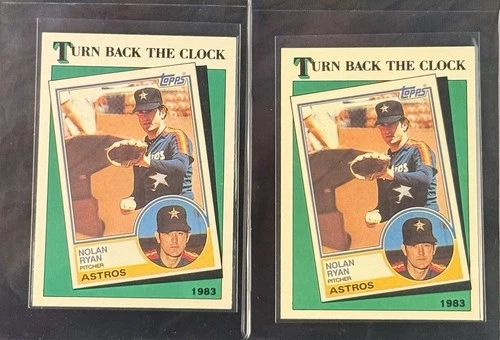 TURN BACK THE CLOCK
TOPPS
NOLAN
RYAN
PITCHER
ASTROS
1983
TURN BACK THE CLOCK
TOPPS
NOLAN
RYAN
PITCHER
ASTROS
1983